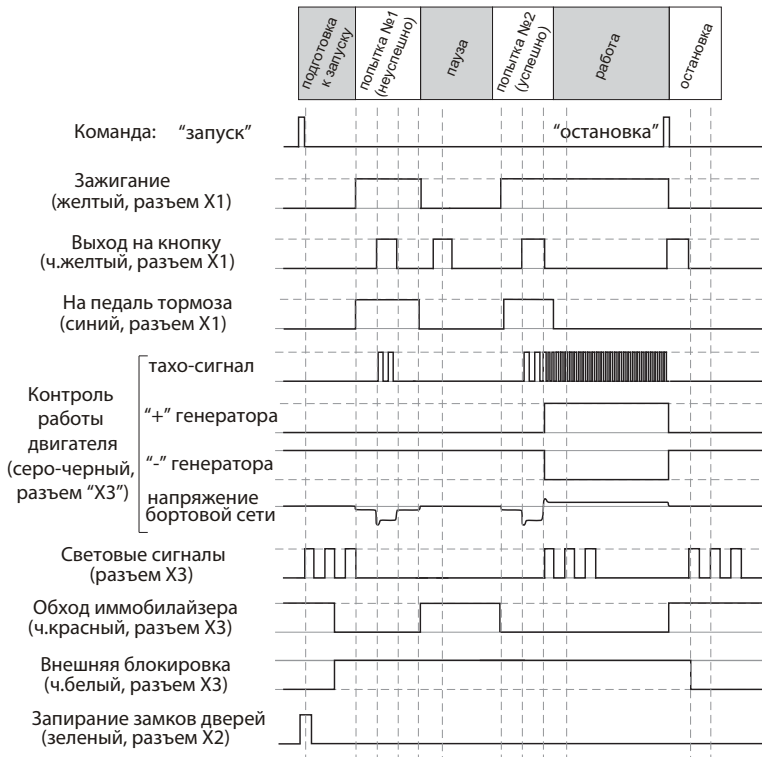 подготовка
к запуску
попытка №1
(неуспешно)
пауза
попытка №2
(успешно)
работа
остановка
Команда: “запуск” “остановка”
Зажигание
(желтый, разъем X1)
Выход на кнопку
(ч.желтый, разъем X1)
На педаль тормоза
(синий, разъем X1)
Контроль
работы
двигателя
(серо-черный,
разъем “X3”)
тахо-сигнал
“+” генератора
“-” генератора
напряжение
бортовой сети
Световые сигналы
(разъем X3)
Обход иммобилайзера
(ч.красный, разъем X3)
Внешняя блокировка
(ч.белый, разъем X3)
Запирание замков дверей
(зеленый, разъем X2)